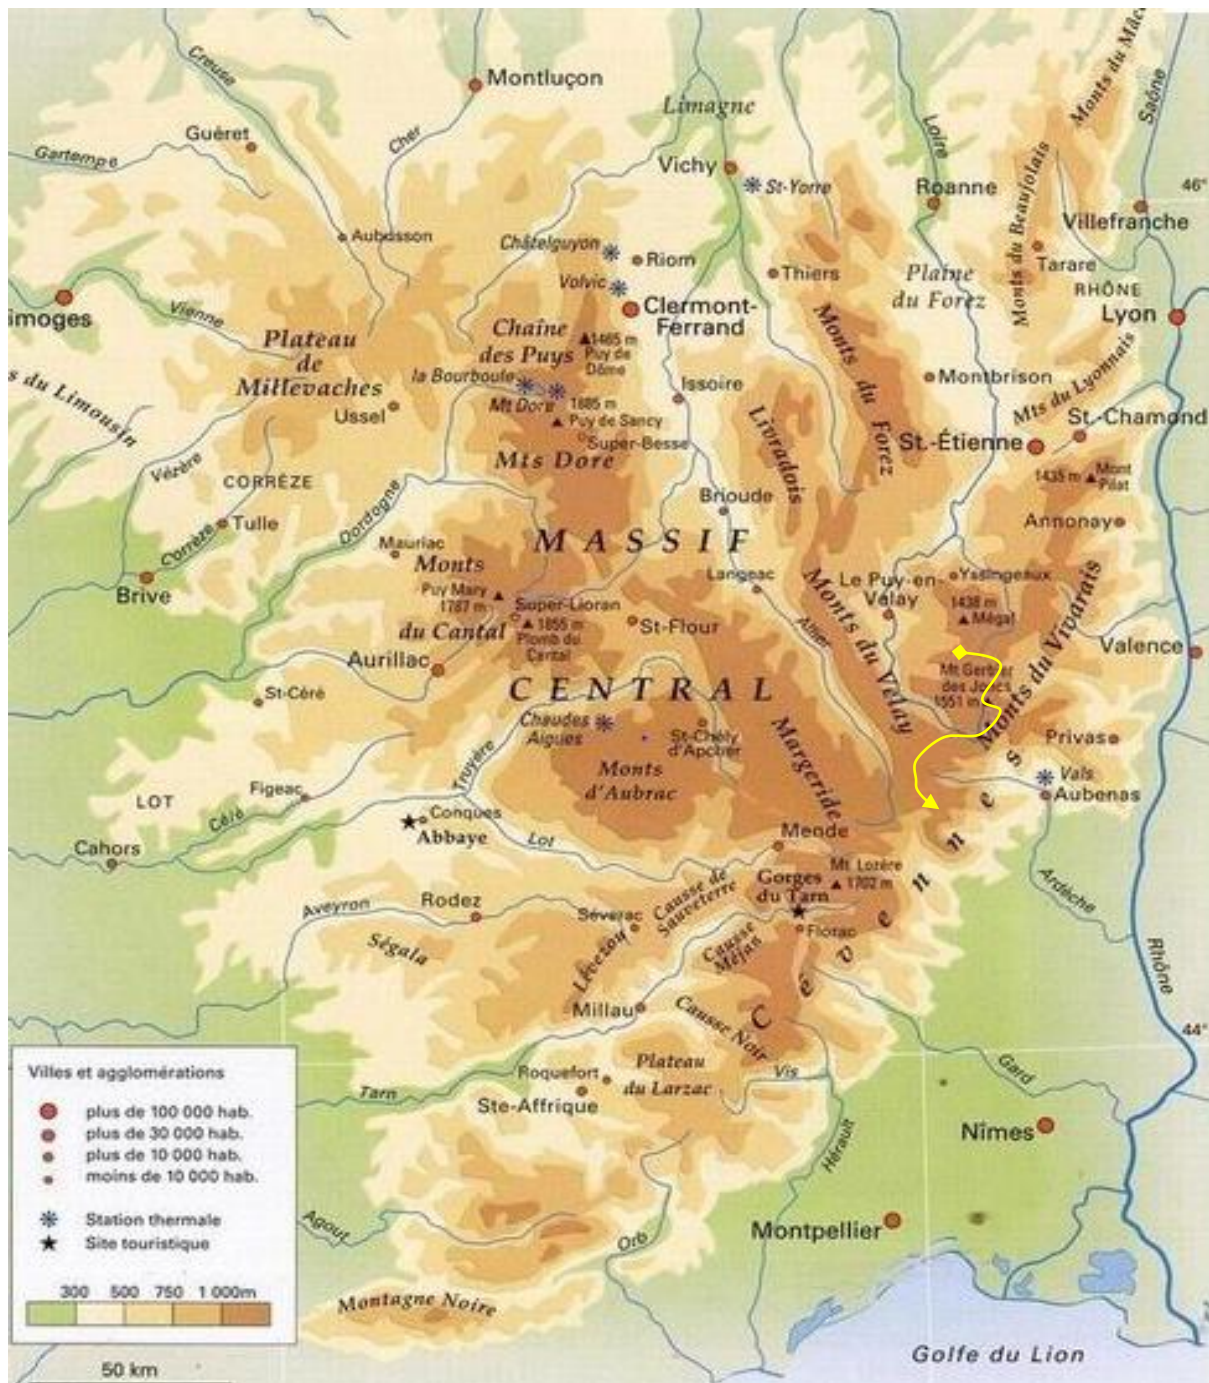 Creuse
Montluçon
Limagne
Monts du Mâc
Saône
Guéret
Cher
Gartempe
Vichy
St-Yorre
Loire
Roanne
46°
Monts du Beaujolais
Villefranche
Aubusson
Châtelguyon
Riom
Thiers
Plaine
du Forez
Tarare
RHÔNE
Volvic
Lyon
imoges
Vienne
Clermont-
Ferrand
Plateau
de
Millevaches
Chaîne
des Puys
1465 m
Puy de
Dôme
Monts du Forez
Mts du Lyonnais
s du Limousin
la Bourboule
Issoire
Montbrison
Ussel
Mt Dore
1885 m
Puy de Sancy
Super-Besse
Livradois
St.-Chamond
St.-Étienne
Vézère
Mts Dore
1435 m
Mont
Pilat
CORRÈZE
Brioude
Tulle
Corrèze
Dordogne
Annonay
MASSIF
Mauriac
Monts
du Cantal
Langeac
Le Puy-en-
Velay
Yssingeaux
Brive
Puy Mary
1787 m
Super-Lioran
1855 m
Plomb du
Cantal
St-Flour
Allier
Monts du Velay
1438 m
Mégal
Monts du Vivarais
Valence
Aurillac
CENTRAL
St-Céré
Mt Gerbier
des Joncs
1551 m
Chaudes
Aigues
St-Chély
d'Apcher
Margeride
Privas
Truyère
Monts
d'Aubrac
Vals
Aubenas
LOT
Figeac
Célé
Conques
Abbaye
Cahors
Lot
Mende
Cévennes
Mt Lozère
1702 m
Gorges
du Tarn
Ardèche
Causse de
Sauveterre
Rodez
Aveyron
Séverac
Florac
Ségala
Lévezou
Causse
Méjan
Rhône
Millau
Causse Noir
44°
Villes et agglomérations
plus de 100 000 hab.
plus de 30 000 hab.
plus de 10 000 hab.
moins de 10 000 hab.
Station thermale
Site touristique
300 500 750 1 000m
50 km
Roquefort
Plateau
du Larzac
Vis
Gard
Tarn
Ste-Affrique
Nîmes
Hérault
Agout
Orb
Montpellier
Montagne Noire
Golfe du Lion